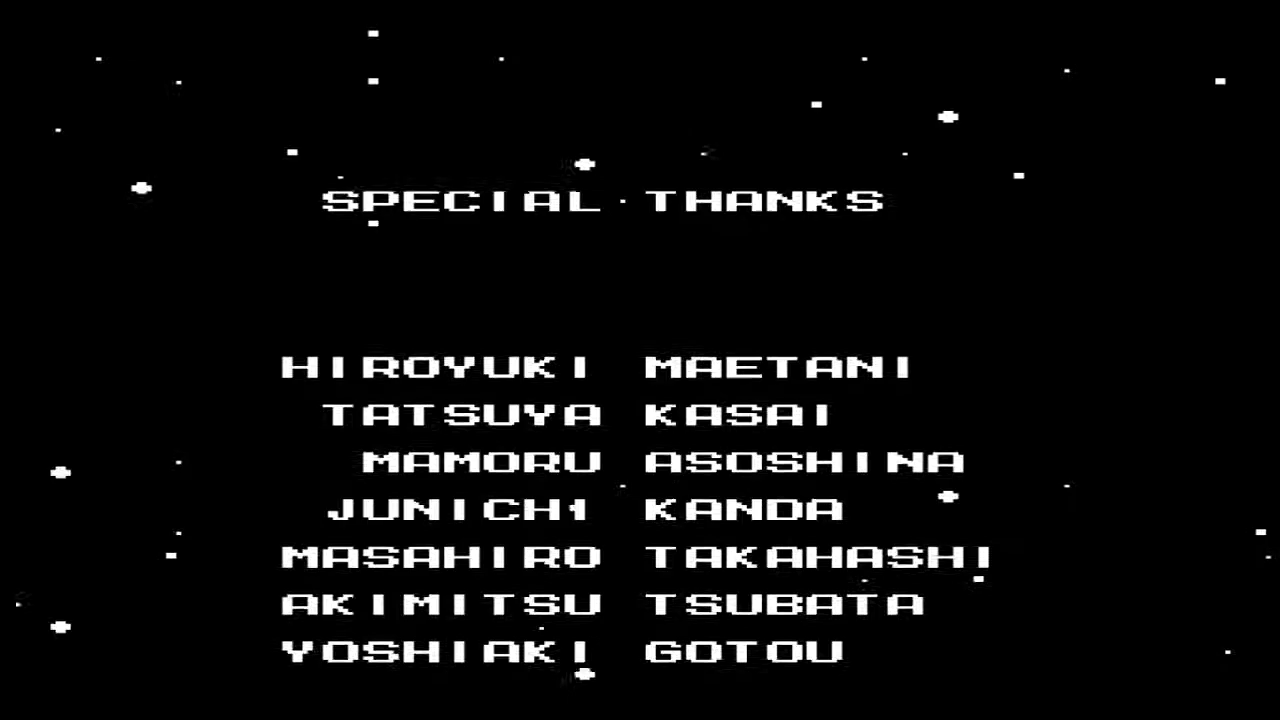 SPECIAL THANKS
HIROYUKI MAETANI
TATSUYA KASAI
MAMORU ASOSHINA
JUNICHI KANDA
MASAHIRO TAKAHASHI
AKIMITSU TSUBATA
YOSHIAKI GOTOU